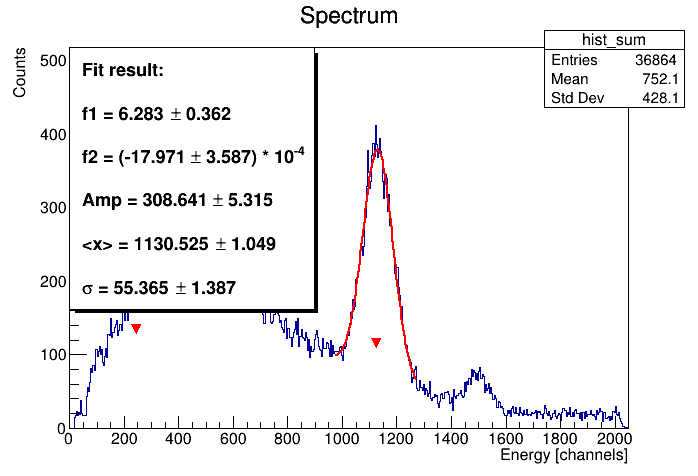 Spectrum
hist_sum
Entries 36864
Mean 752.1
Std Dev 428.1
Counts
Fit result:
f1 = 6.283 ± 0.362
f2 = (-17.971 ± 3.587) * 10⁻⁴
Amp = 308.641 ± 5.315
<x> = 1130.525 ± 1.049
σ = 55.365 ± 1.387
500
400
300
200
100
0
0 200 400 600 800 1000 1200 1400 1600 1800 2000
Energy [channels]